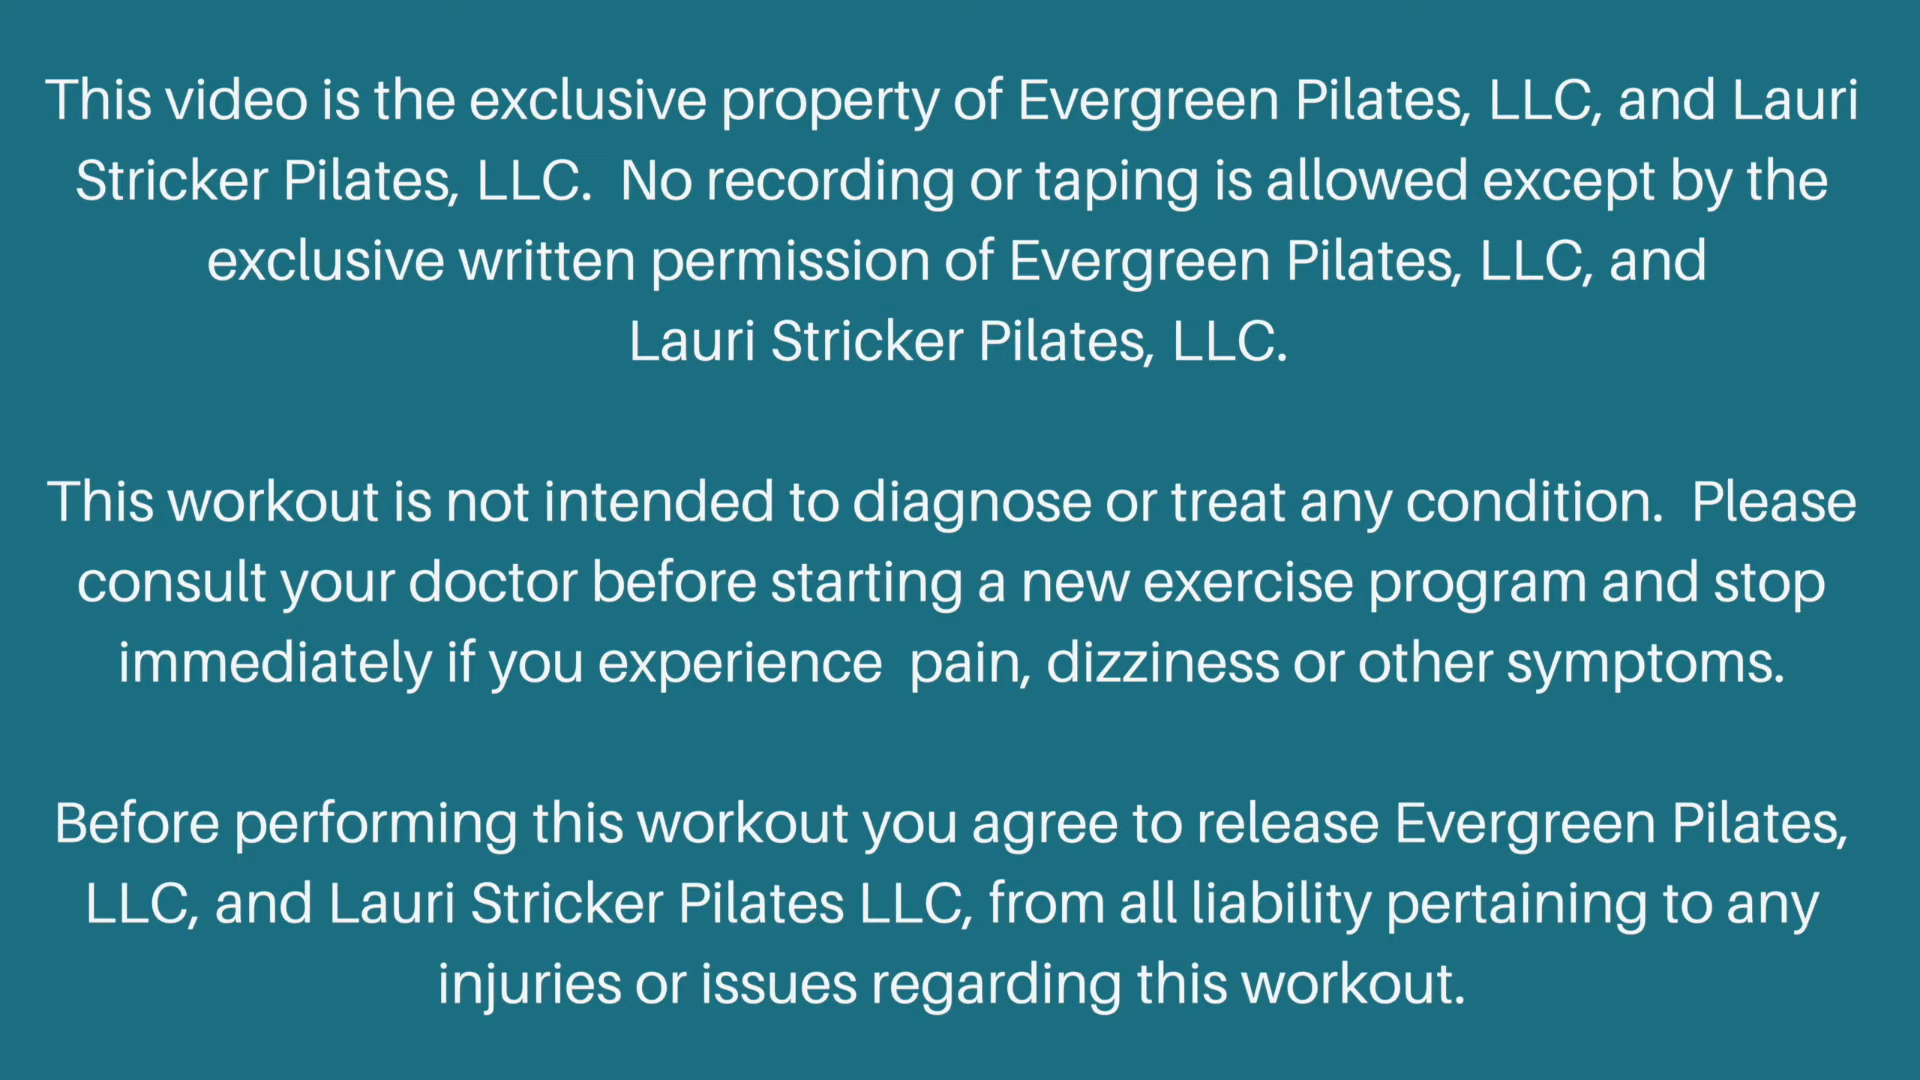 This video is the exclusive property of Evergreen Pilates, LLC, and Lauri
Stricker Pilates, LLC.  No recording or taping is allowed except by the
exclusive written permission of Evergreen Pilates, LLC, and
Lauri Stricker Pilates, LLC.
This workout is not intended to diagnose or treat any condition.  Please
consult your doctor before starting a new exercise program and stop
immediately if you experience  pain, dizziness or other symptoms.
Before performing this workout you agree to release Evergreen Pilates,
LLC, and Lauri Stricker Pilates LLC, from all liability pertaining to any
injuries or issues regarding this workout.